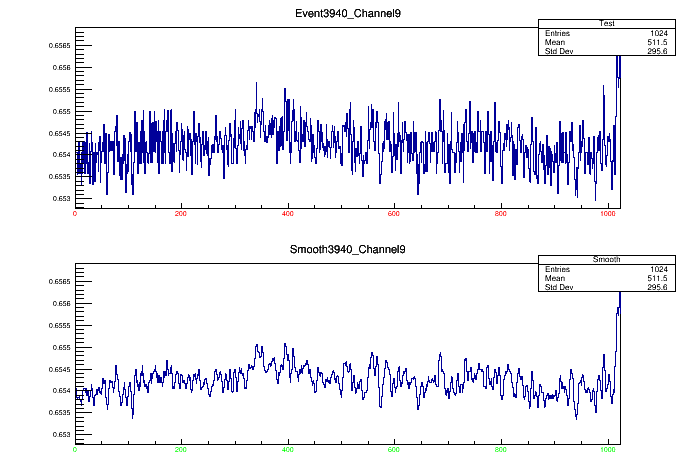 Event3940_Channel9
Test
Entries 1024
Mean 511.5
Std Dev 295.6
0.6565
0.656
0.6555
0.655
0.6545
0.654
0.6535
0.653
0 200 400 600 800 1000
Smooth3940_Channel9
Smooth
Entries 1024
Mean 511.5
Std Dev 295.6
0.6565
0.656
0.6555
0.655
0.6545
0.654
0.6535
0.653
0 200 400 600 800 1000